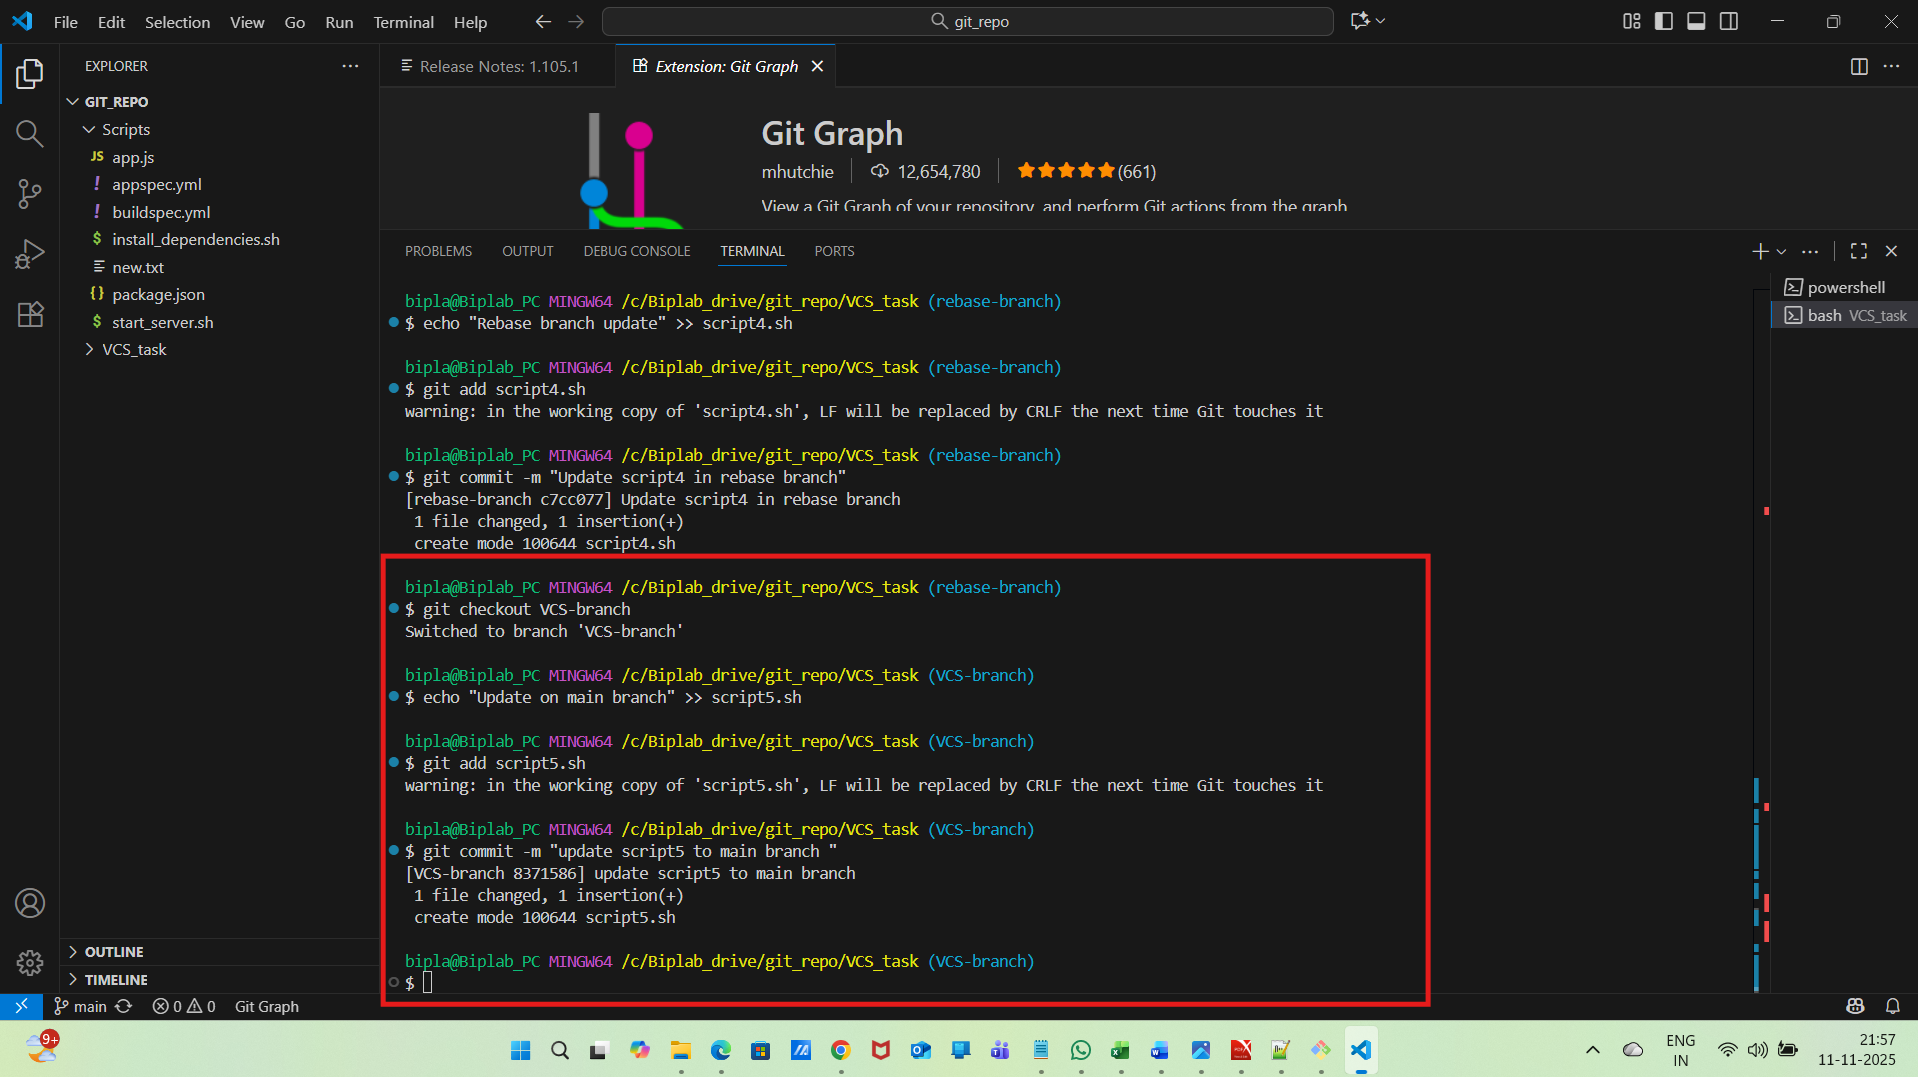 File Edit Selection View Go Run Terminal Help
git_repo
EXPLORER
GIT_REPO
Scripts
JS app.js
! appspec.yml
! buildspec.yml
$ install_dependencies.sh
new.txt
{} package.json
$ start_server.sh
VCS_task
OUTLINE
TIMELINE
Release Notes: 1.105.1
Extension: Git Graph
Git Graph
mhutchie
12,654,780
(661)
View a Git Graph of your repository, and perform Git actions from the graph
PROBLEMS OUTPUT DEBUG CONSOLE TERMINAL PORTS
powershell
bash VCS_task
bipla@Biplab_PC MINGW64 /c/Biplab_drive/git_repo/VCS_task (rebase-branch)
$ echo "Rebase branch update" >> script4.sh
bipla@Biplab_PC MINGW64 /c/Biplab_drive/git_repo/VCS_task (rebase-branch)
$ git add script4.sh
warning: in the working copy of 'script4.sh', LF will be replaced by CRLF the next time Git touches it
bipla@Biplab_PC MINGW64 /c/Biplab_drive/git_repo/VCS_task (rebase-branch)
$ git commit -m "Update script4 in rebase branch"
[rebase-branch c7cc077] Update script4 in rebase branch
1 file changed, 1 insertion(+)
create mode 100644 script4.sh
bipla@Biplab_PC MINGW64 /c/Biplab_drive/git_repo/VCS_task (rebase-branch)
$ git checkout VCS-branch
Switched to branch 'VCS-branch'
bipla@Biplab_PC MINGW64 /c/Biplab_drive/git_repo/VCS_task (VCS-branch)
$ echo "Update on main branch" >> script5.sh
bipla@Biplab_PC MINGW64 /c/Biplab_drive/git_repo/VCS_task (VCS-branch)
$ git add script5.sh
warning: in the working copy of 'script5.sh', LF will be replaced by CRLF the next time Git touches it
bipla@Biplab_PC MINGW64 /c/Biplab_drive/git_repo/VCS_task (VCS-branch)
$ git commit -m "update script5 to main branch "
[VCS-branch 8371586] update script5 to main branch
1 file changed, 1 insertion(+)
create mode 100644 script5.sh
bipla@Biplab_PC MINGW64 /c/Biplab_drive/git_repo/VCS_task (VCS-branch)
$
main 0 0 Git Graph
9+
ENG
IN
21:57
11-11-2025